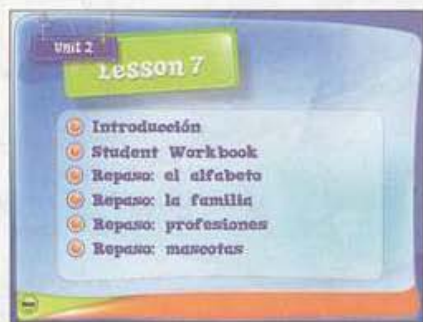 Unit 2
Lesson 7
Introducción
Student Workbook
Repaso: el alfabeto
Repaso: la familia
Repaso: profesiones
Repaso: mascotas